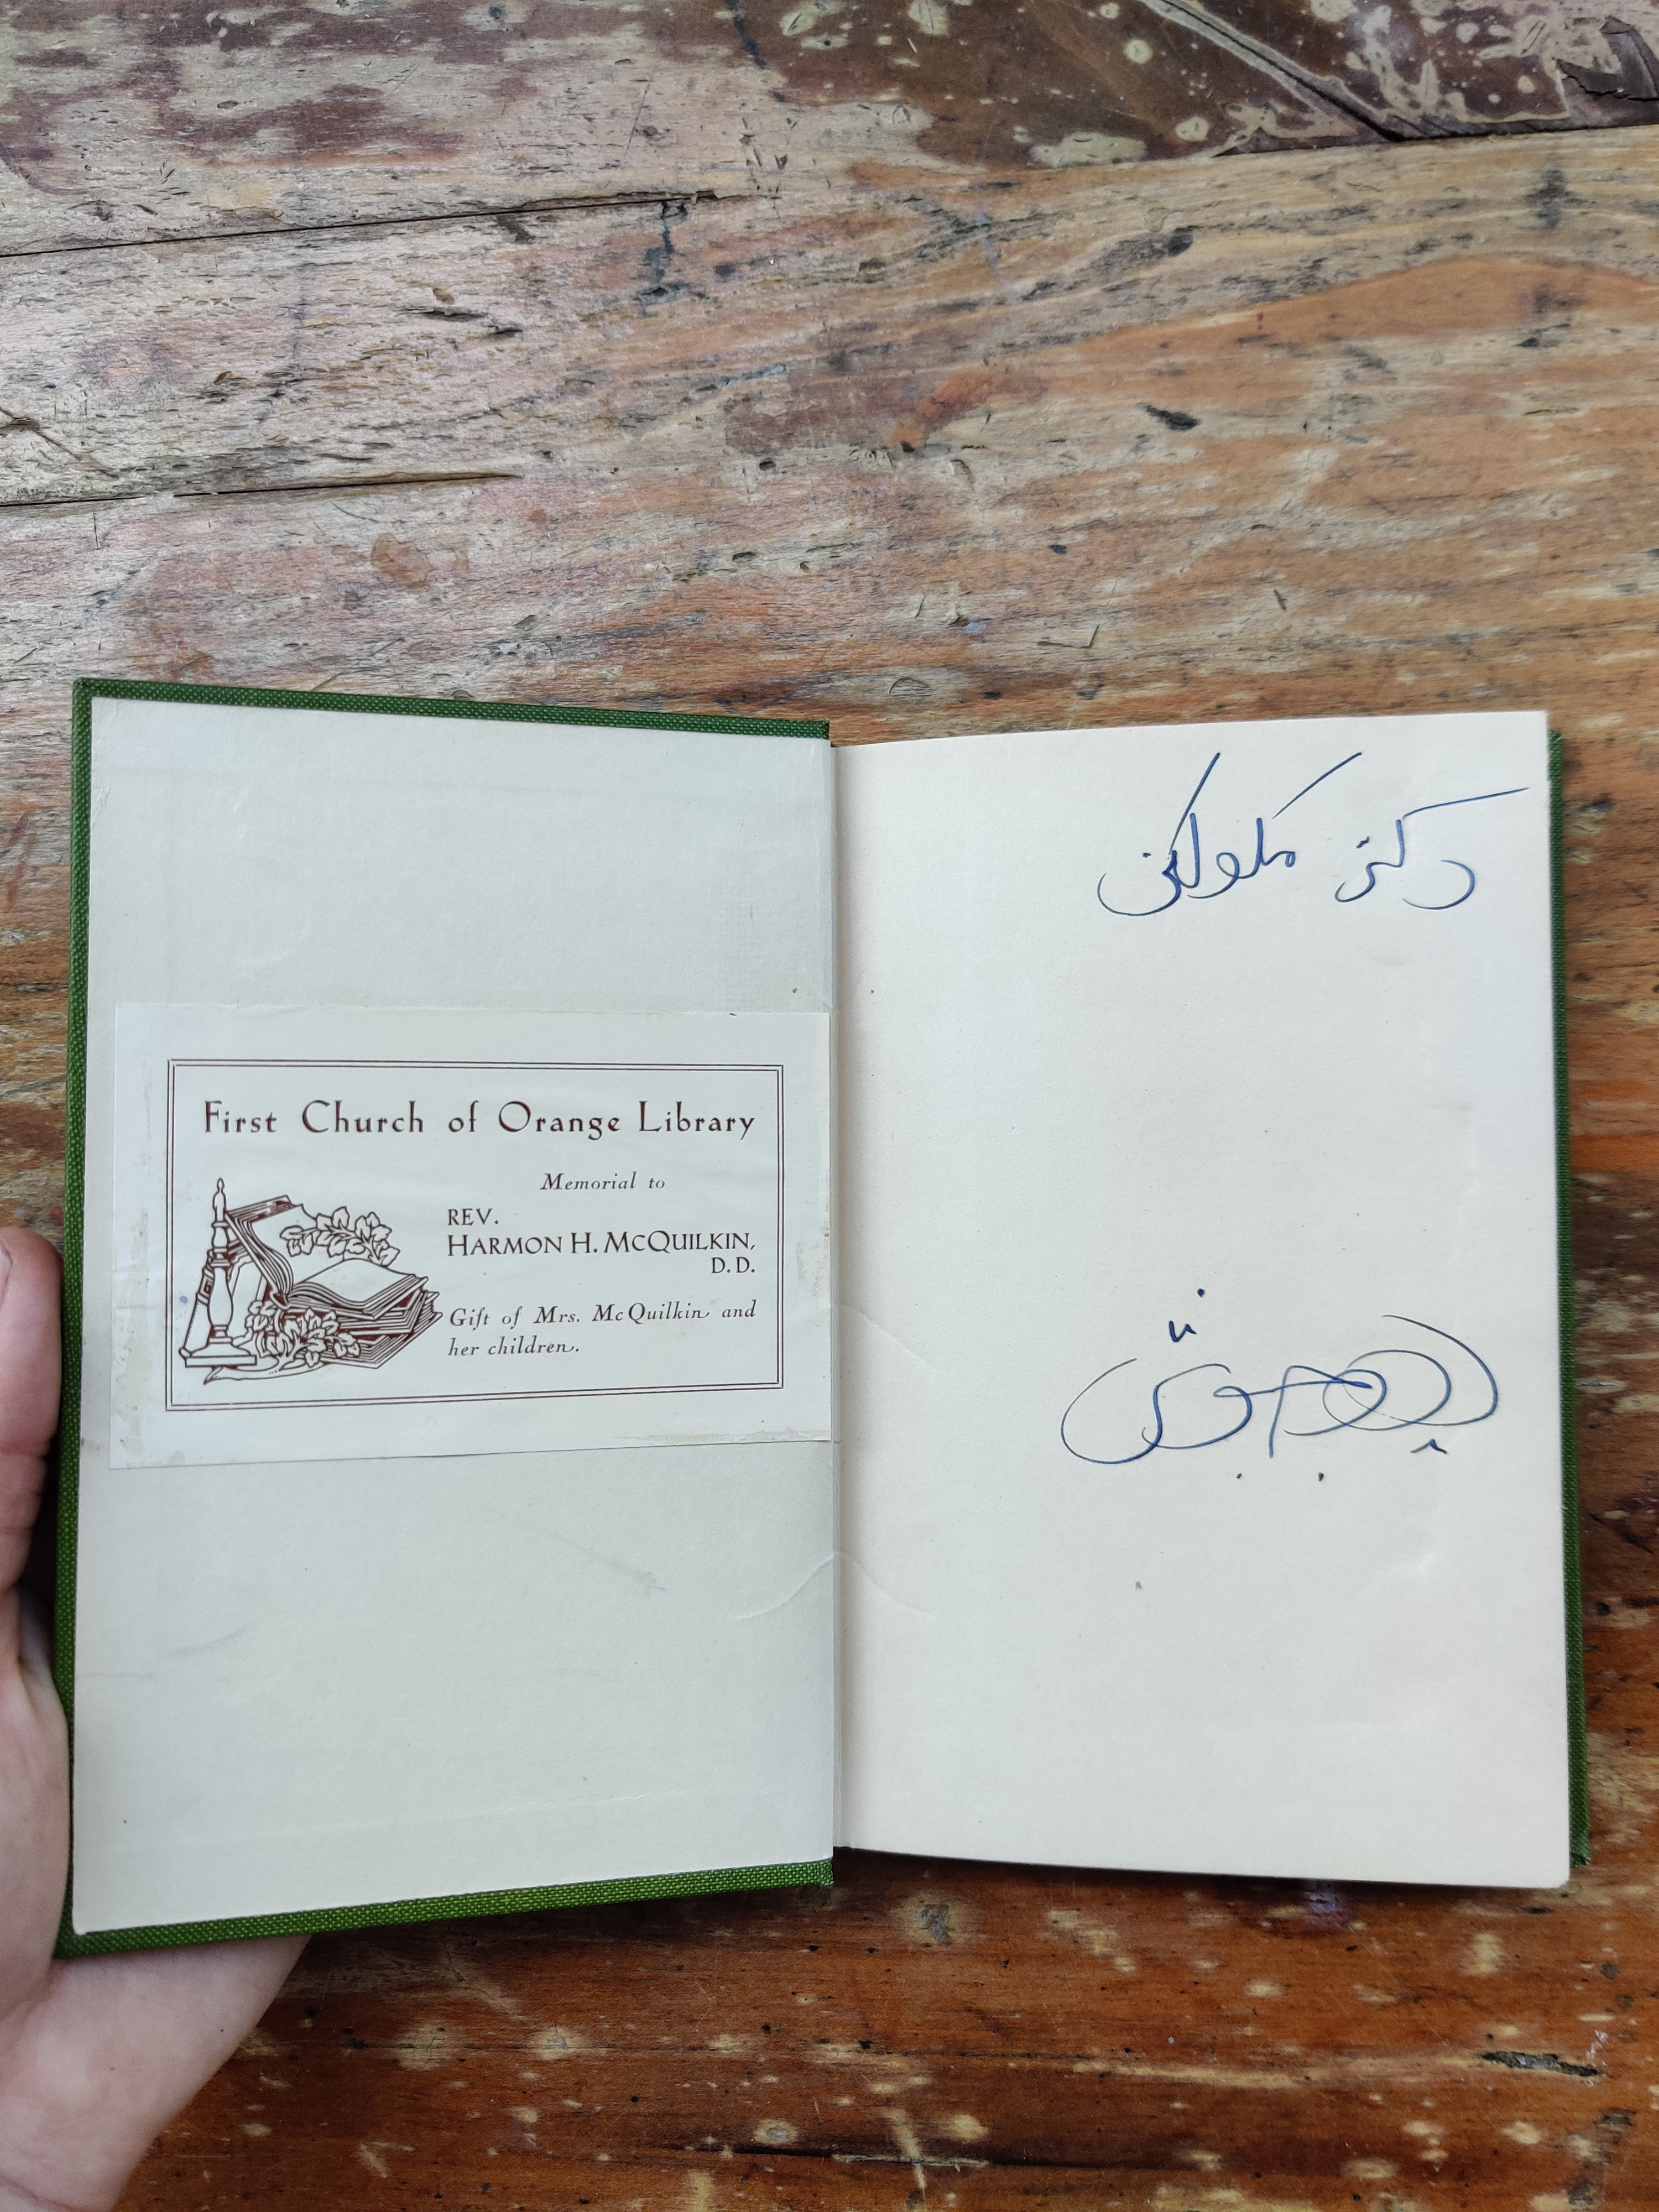 First Church of Orange Library
Memorial to
REV.
HARMON H. MCQUILKIN,
D.D.
Gift of Mrs. McQuilkin and
her children.
دکتر مکولکن